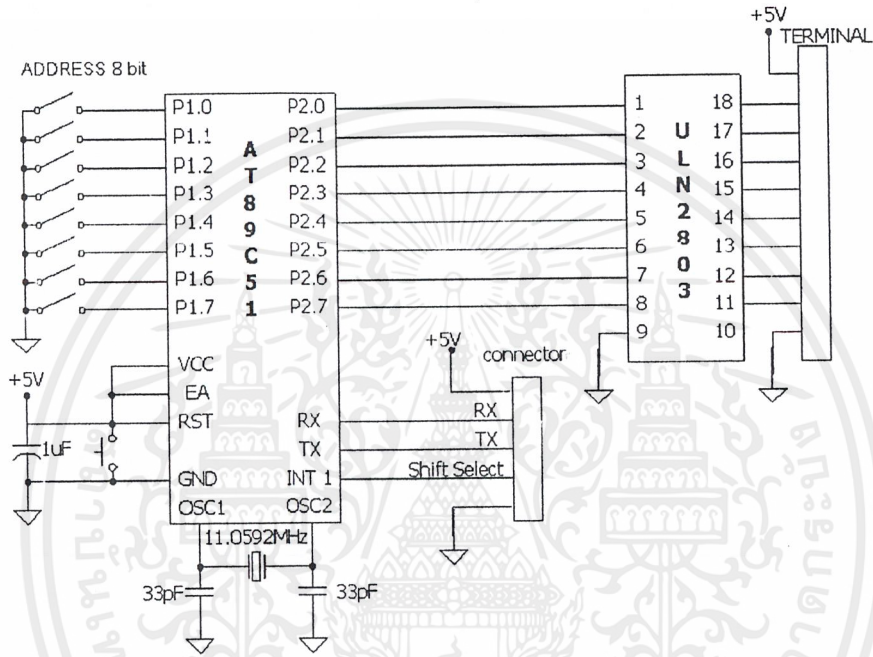 +5V
TERMINAL
ADDRESS 8 bit
P1.0
P1.1
P1.2
P1.3
P1.4
P1.5
P1.6
P1.7
VCC
EA
RST
GND
OSC1
AT89C51
P2.0
P2.1
P2.2
P2.3
P2.4
P2.5
P2.6
P2.7
RX
TX
INT 1
OSC2
1
2
3
4
5
6
7
8
9
ULN2803
18
17
16
15
14
13
12
11
10
+5V
connector
RX
TX
Shift Select
+5V
1uF
11.0592MHz
33pF
33pF